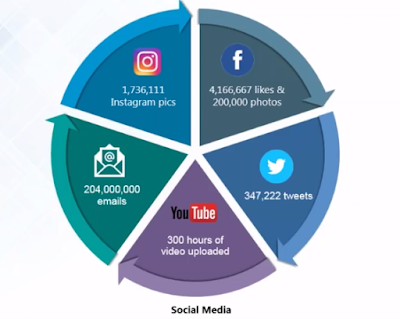 1,736,111
Instagram pics
4,166,667 likes &
200,000 photos
347,222 tweets
YouTube
300 hours of
video uploaded
204,000,000
emails
Social Media